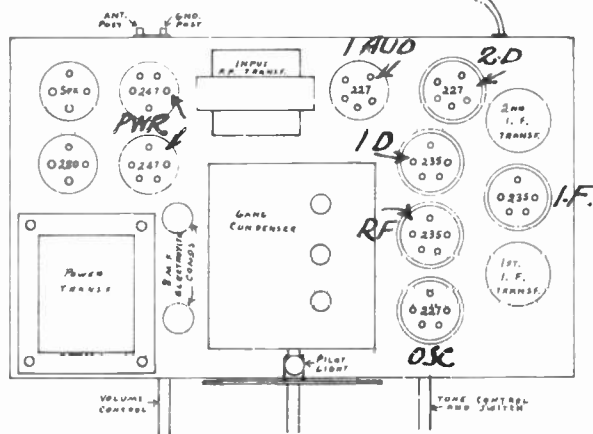 ANT. POST
GND. POST
1 AUD
2.D
SPK
247
INPUT
R.F. TRANSF.
227
227
2ND
I. F.
TRANSF.
PWR
1D
280
247
235
235
I.F.
GANG
CONDENSER
RF
235
8 M.F.
ELECTROLYTIC
CONDS
POWER
TRANSF.
1ST.
I. F.
TRANSF.
227
OSC
PILOT
LIGHT
VOLUME
CONTROL
TONE CONTROL
AND SWITCH